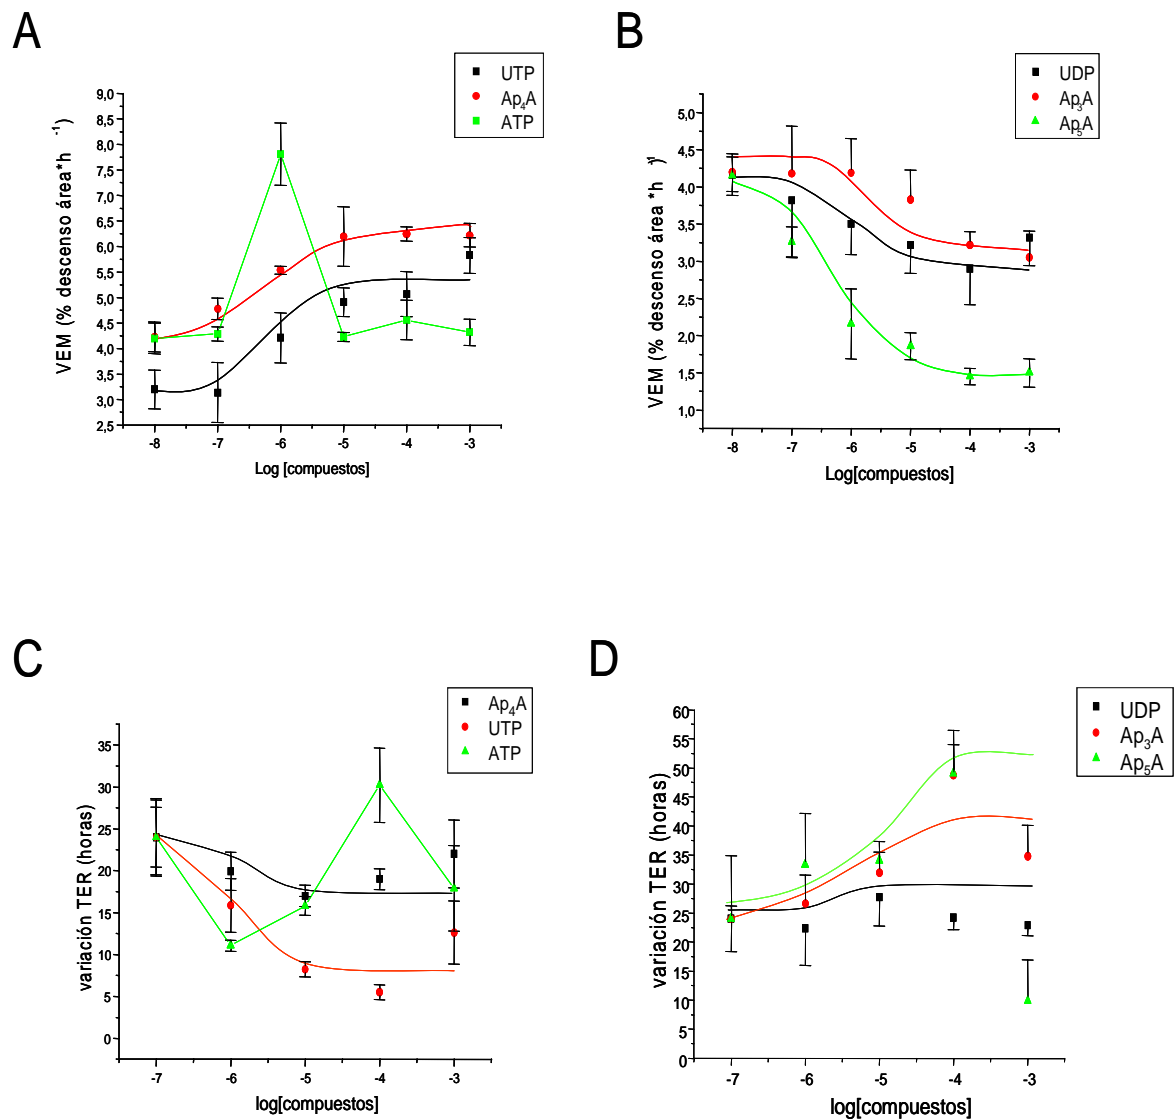 A
UTP
Ap4A
ATP
VEM (% descenso área*h -1)
9,0
8,5
8,0
7,5
7,0
6,5
6,0
5,5
5,0
4,5
4,0
3,5
3,0
2,5
-8 -7 -6 -5 -4 -3
Log [compuestos]
B
UDP
Ap3A
Ap5A
VEM (% descenso área *h -1)
5,0
4,5
4,0
3,5
3,0
2,5
2,0
1,5
1,0
-8 -7 -6 -5 -4 -3
Log[compuestos]
C
Ap4A
UTP
ATP
variación TER (horas)
35
30
25
20
15
10
5
0
-7 -6 -5 -4 -3
log[compuestos]
D
UDP
Ap3A
Ap5A
variación TER (horas)
60
55
50
45
40
35
30
25
20
15
10
5
0
-7 -6 -5 -4 -3
log[compuestos]